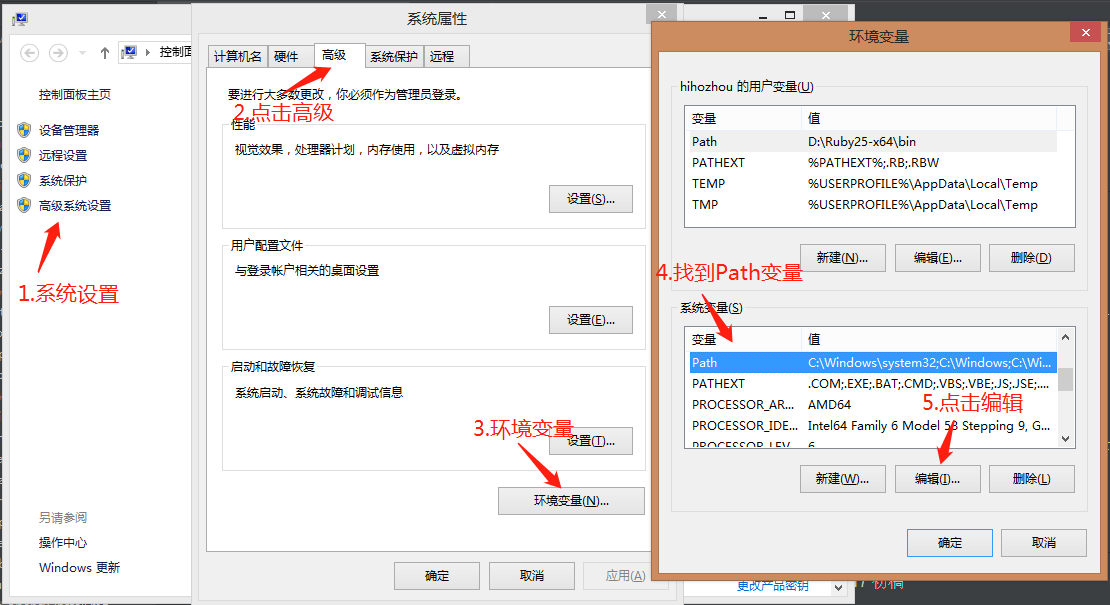 控制面
控制面板主页
设备管理器
远程设置
系统保护
高级系统设置
1.系统设置
另请参阅
操作中心
Windows 更新
系统属性
计算机名
硬件
高级
系统保护
远程
要进行大多数更改，你必须作为管理员登录。
2.点击高级
性能
视觉效果，处理器计划，内存使用，以及虚拟内存
设置(S)...
用户配置文件
与登录帐户相关的桌面设置
设置(E)...
启动和故障恢复
系统启动、系统故障和调试信息
3.环境变量
设置(T)...
环境变量(N)...
确定
取消
应用(A)
环境变量
hihozhou 的用户变量(U)
变量 值
Path D:\Ruby25-x64\bin
PATHEXT %PATHEXT%;.RB;.RBW
TEMP %USERPROFILE%\AppData\Local\Temp
TMP %USERPROFILE%\AppData\Local\Temp
新建(N)...
编辑(E)...
删除(D)
4.找到Path变量
系统变量(S)
变量 值
Path C:\Windows\system32;C:\Windows;C:\Wi...
PATHEXT .COM;.EXE;.BAT;.CMD;.VBS;.VBE;.JS;.JSE;....
PROCESSOR_AR... AMD64
5.点击编辑
PROCESSOR_IDE... Intel64 Family 6 Model 58 Stepping 9, G...
PROCESSOR_LEV... 6
新建(W)...
编辑(I)...
删除(L)
确定
取消
更改产品密钥
初稿